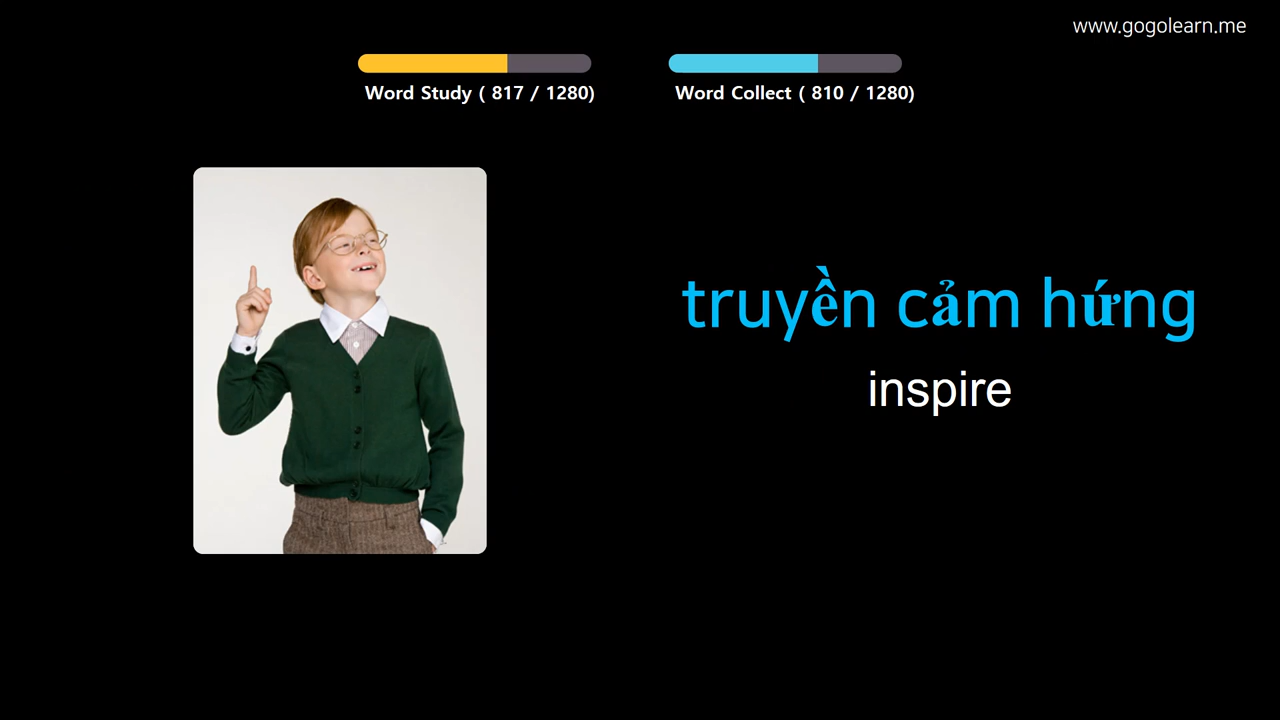 www.gogolearn.me
Word Study ( 817 / 1280)
Word Collect ( 810 / 1280)
truyền cảm hứng
inspire